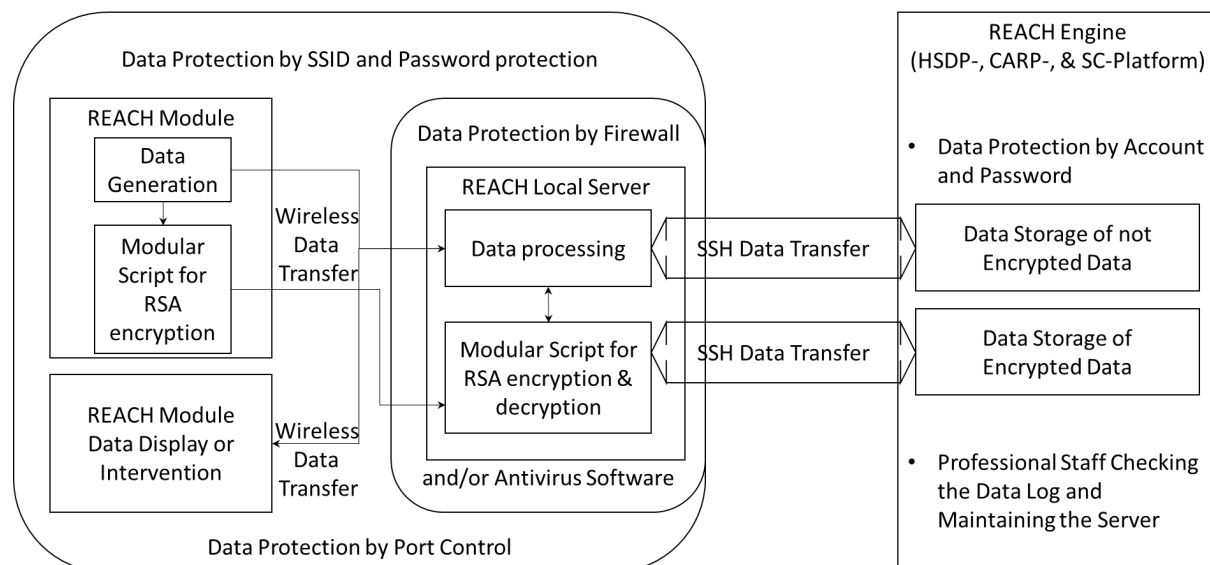 Data Protection by SSID and Password protection
REACH Module
Data
Generation
Modular
Script for
RSA
encryption
Wireless
Data
Transfer
REACH Module
Data Display or
Intervention
Wireless
Data
Transfer
Data Protection by Port Control
Data Protection by Firewall
REACH Local Server
Data processing
Modular Script for
RSA encryption &
decryption
and/or Antivirus Software
SSH Data Transfer
SSH Data Transfer
REACH Engine
(HSDP-, CARP-, & SC-Platform)
• Data Protection by Account
and Password
Data Storage of not
Encrypted Data
Data Storage of
Encrypted Data
• Professional Staff Checking
the Data Log and
Maintaining the Server